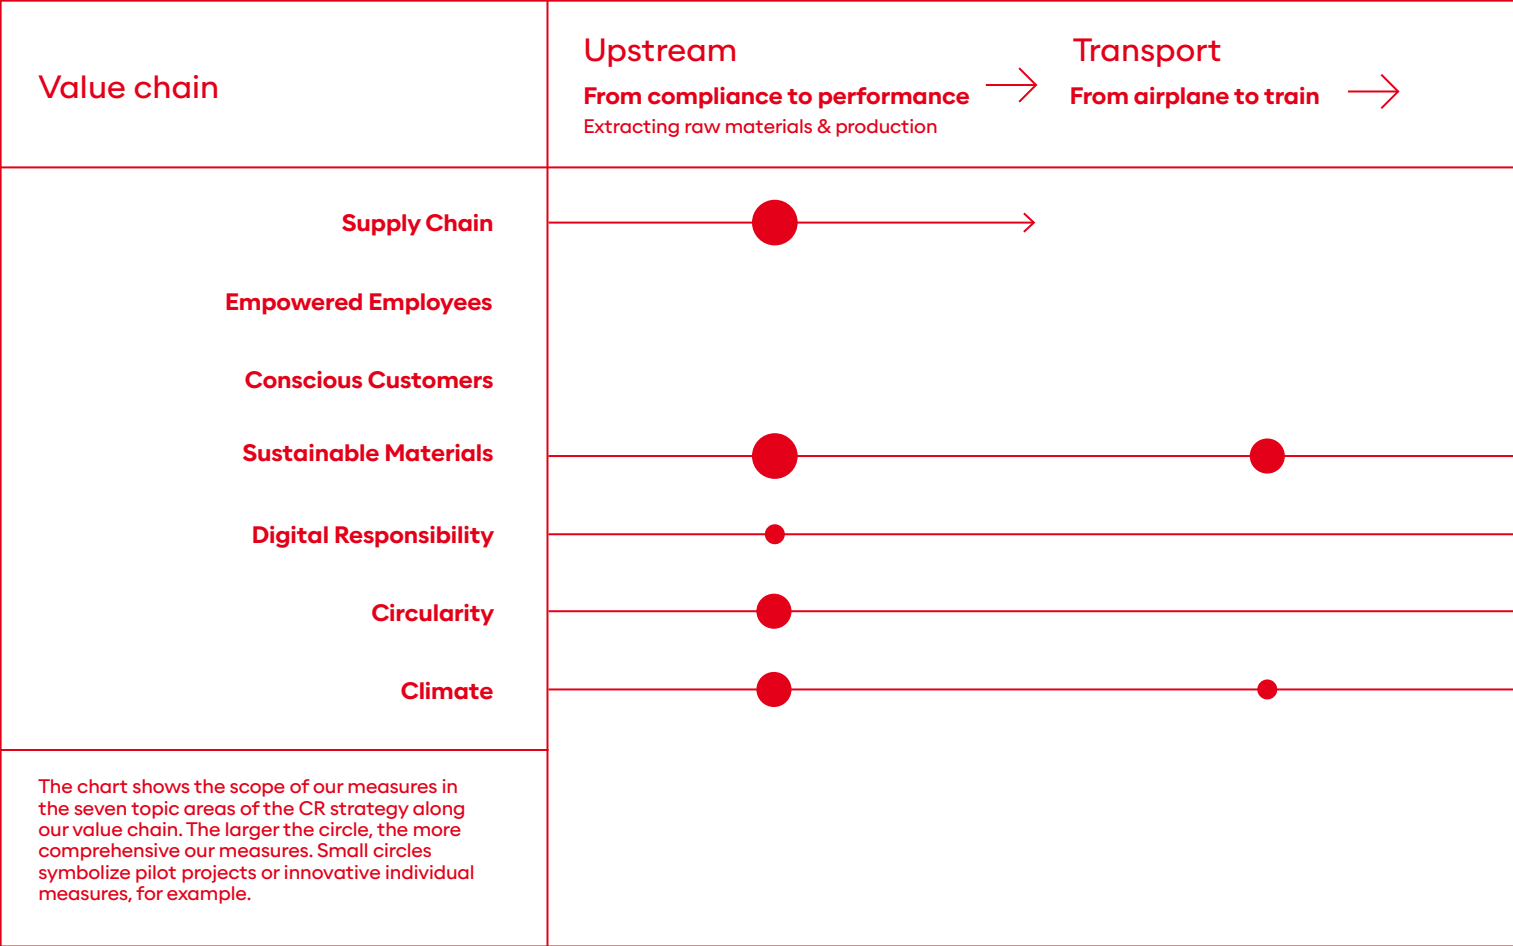 Value chain
Upstream
From compliance to performance
Extracting raw materials & production
Transport
From airplane to train
Supply Chain
Empowered Employees
Conscious Customers
Sustainable Materials
Digital Responsibility
Circularity
Climate
The chart shows the scope of our measures in
the seven topic areas of the CR strategy along
our value chain. The larger the circle, the more
comprehensive our measures. Small circles
symbolize pilot projects or innovative individual
measures, for example.